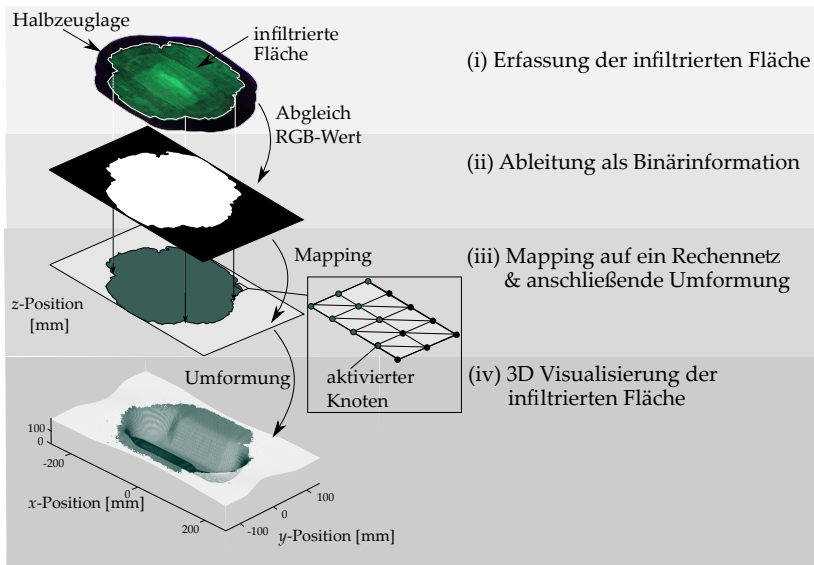 Halbzeuglage
infiltrierte
Fläche
(i) Erfassung der infiltrierten Fläche
Abgleich
RGB-Wert
(ii) Ableitung als Binärinformation
Mapping
(iii) Mapping auf ein Rechennetz
& anschließende Umformung
z-Position
[mm]
Umformung
aktivierter
Knoten
(iv) 3D Visualisierung der
infiltrierten Fläche
100
0
-200
0
200
x-Position [mm]
-100
0
100
y-Position [mm]